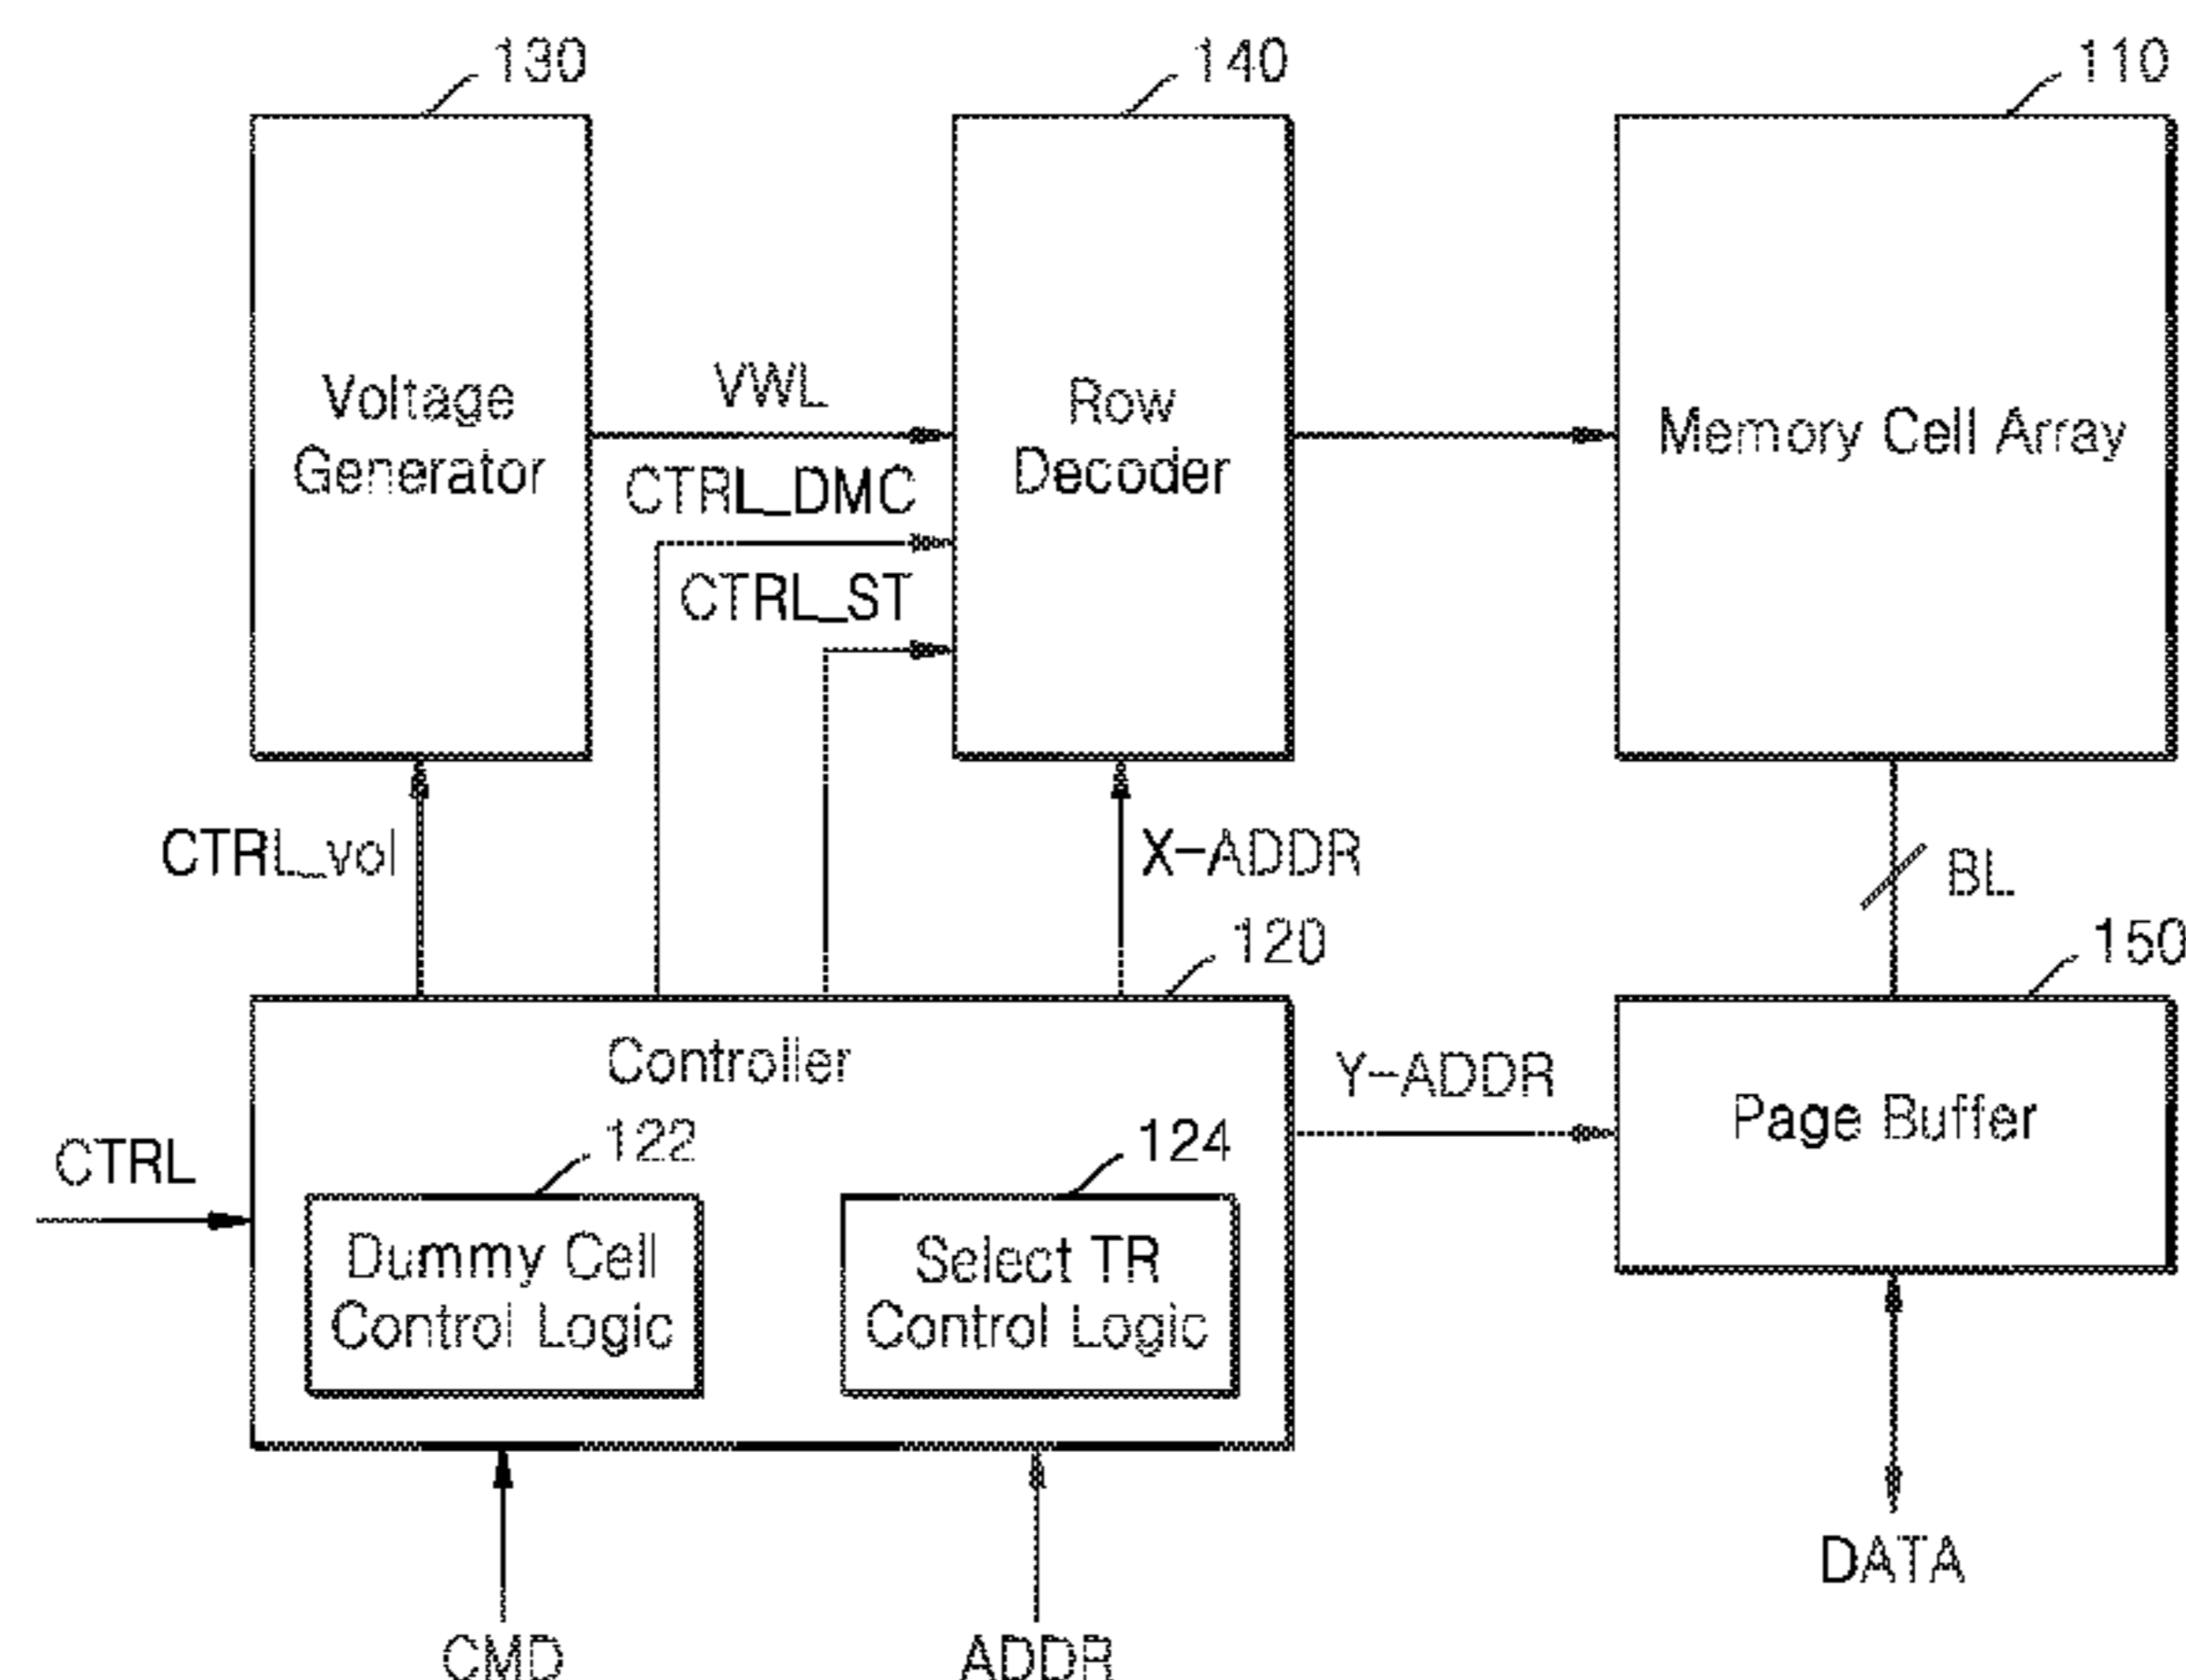 130
140
110
Voltage
Generator
VWL
CTRL_DMC
CTRL_ST
Row
Decoder
Memory Cell Array
CTRL_vol
X-ADDR
BL
120
150
Controller
Y-ADDR
Page Buffer
CTRL
122
124
Dummy Cell
Control Logic
Select TR
Control Logic
DATA
CMD
ADDR